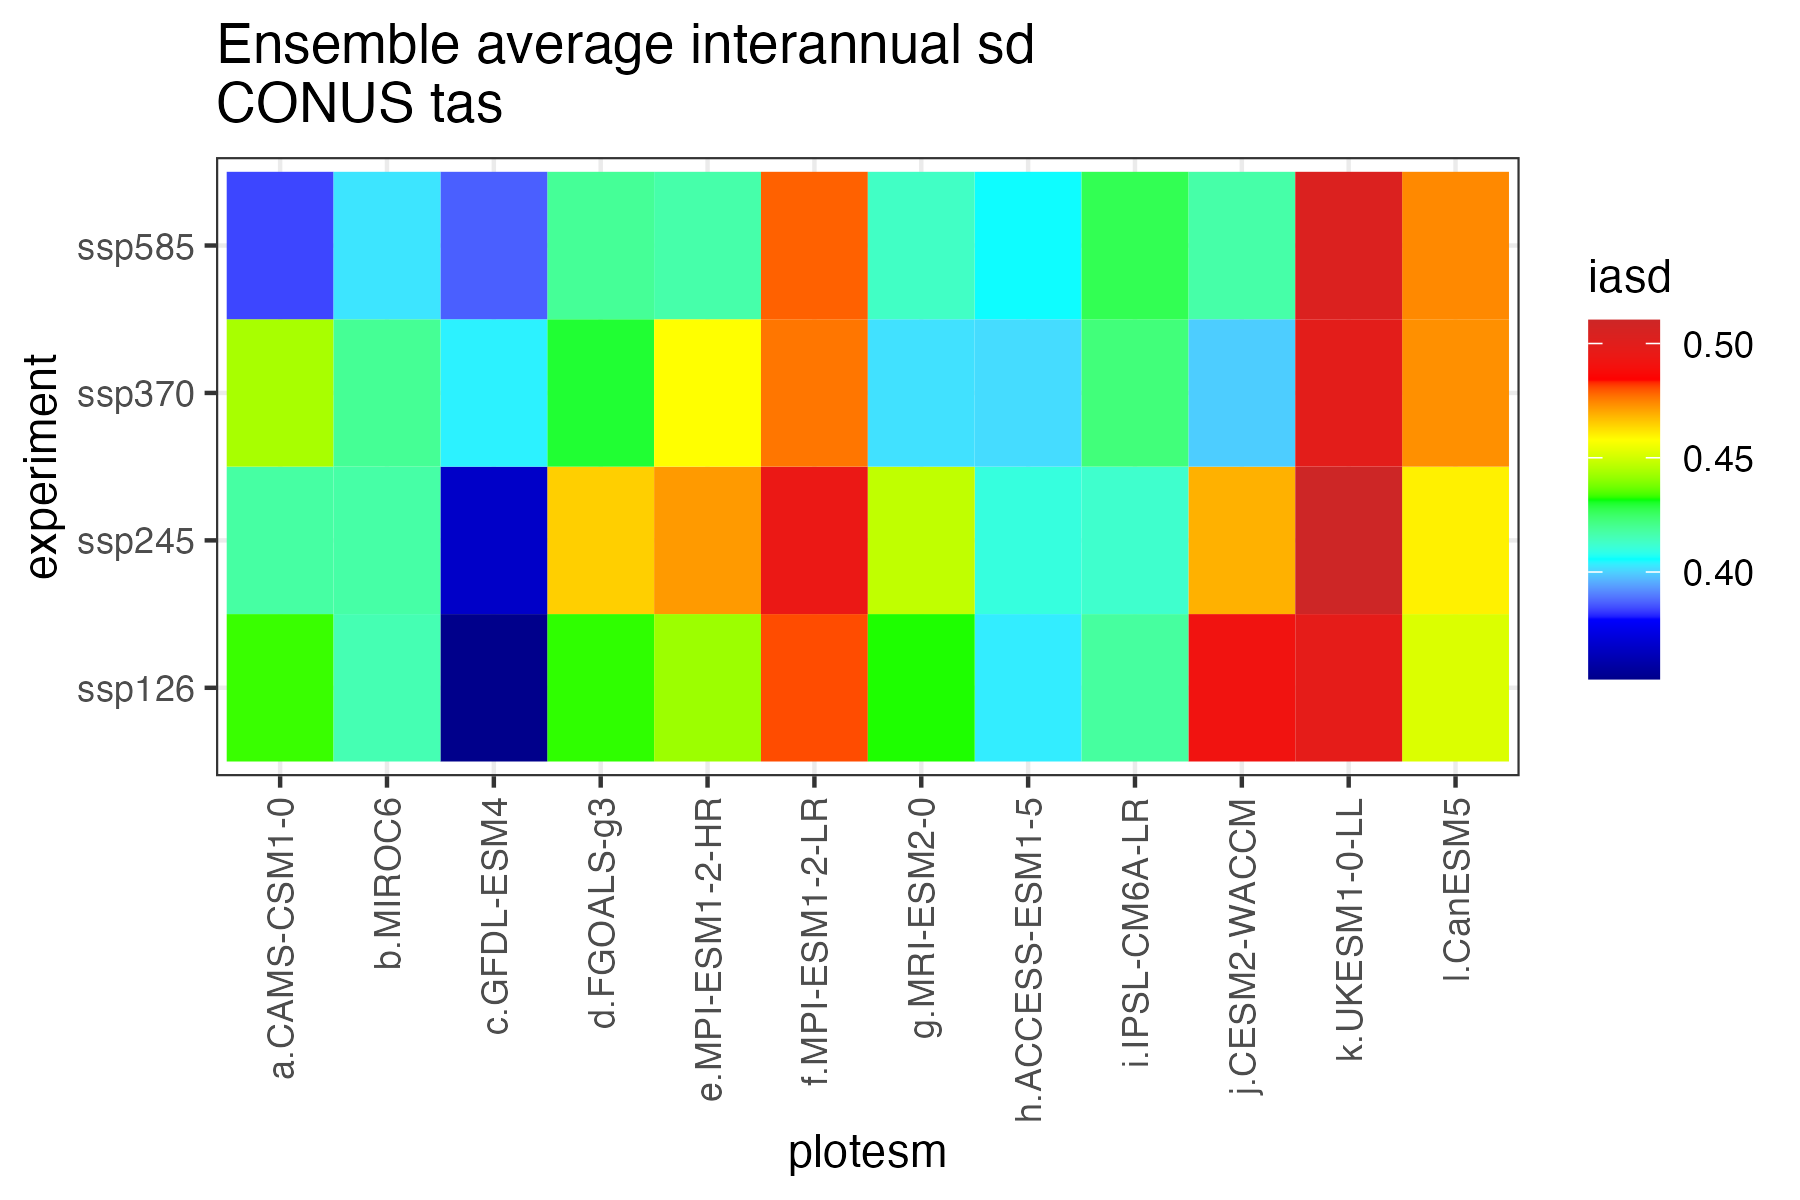 Ensemble average interannual sd
CONUS tas
experiment
ssp585
ssp370
ssp245
ssp126
a.CAMS-CSM1-0
b.MIROC6
c.GFDL-ESM4
d.FGOALS-g3
e.MPI-ESM1-2-HR
f.MPI-ESM1-2-LR
g.MRI-ESM2-0
h.ACCESS-ESM1-5
i.IPSL-CM6A-LR
j.CESM2-WACCM
k.UKESM1-0-LL
l.CanESM5
plotesm
iasd
0.50
0.45
0.40